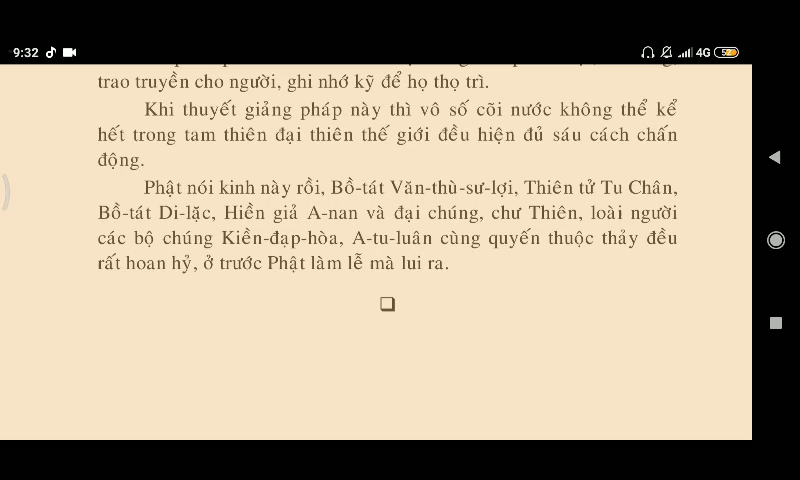 9:32 4G 52
trao truyền cho người, ghi nhớ kỹ để họ thọ trì.
Khi thuyết giảng pháp này thì vô số cõi nước không thể kể
hết trong tam thiên đại thiên thế giới đều hiện đủ sáu cách chấn
động.
Phật nói kinh này rồi, Bồ-tát Văn-thù-sư-lợi, Thiên tử Tu Chân,
Bồ-tát Di-lặc, Hiền giả A-nan và đại chúng, chư Thiên, loài người
các bộ chúng Kiền-đạp-hòa, A-tu-luân cùng quyến thuộc thảy đều
rất hoan hỷ, ở trước Phật làm lễ mà lui ra.